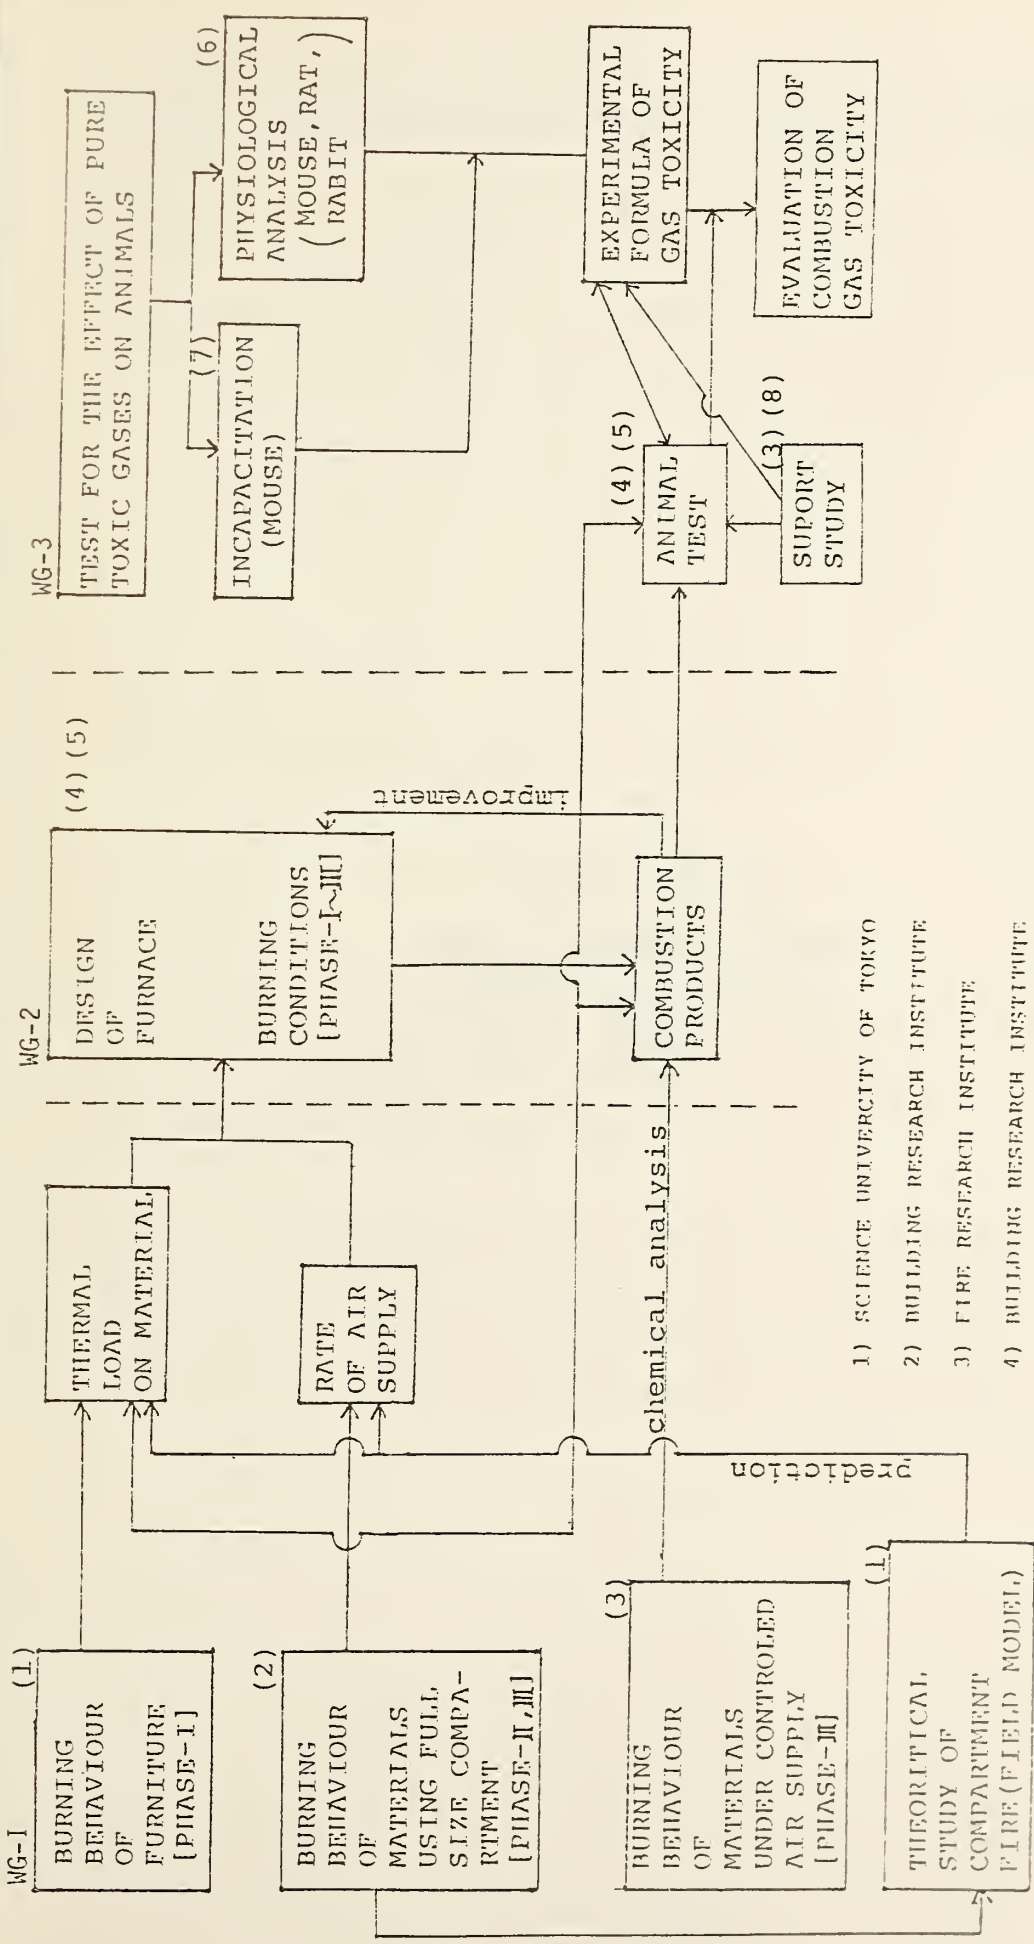 WG-I
(1)
BURNING
BEHAVIOUR
OF
FURNITURE
[PHASE-I]
(2)
BURNING
BEHAVIOUR
OF
MATERIALS
USING FULL
SIZE COMPA-
RTMENT
[PHASE-II,III]
(3)
BURNING
BEHAVIOUR
OF
MATERIALS
UNDER CONTROLED
AIR SUPPLY
[PHASE-III]
(1)
THEORITICAL
STUDY OF
COMPARTMENT
FIRE(FIELD MODEL)
THERMAL
LOAD
ON MATERIAL
RATE
OF AIR
SUPPLY
prediction
chemical analysis
WG-2
(4)(5)
DESIGN
OF
FURNACE
BURNING
CONDITIONS
[PHASE-I~III]
improvement
COMBUSTION
PRODUCTS
WG-3
TEST FOR THE EFFECT OF PURE
TOXIC GASES ON ANIMALS
(7)
INCAPACITATION
(MOUSE)
(6)
PHYSIOLOGICAL
ANALYSIS
(MOUSE,RAT,
RABIT)
(4)(5)
ANIMAL
TEST
(3)(8)
SUPORT
STUDY
EXPERIMENTAL
FORMULA OF
GAS TOXICITY
EVALUATION OF
COMBUSTION
GAS TOXICITY
1) SCIENCE UNIVERCITY OF TOKYO
2) BUILDING RESEARCH INSTITUTE
3) FIRE RESEARCH INSTITUTE
4) BUILDING RESEARCH INSTITUTE